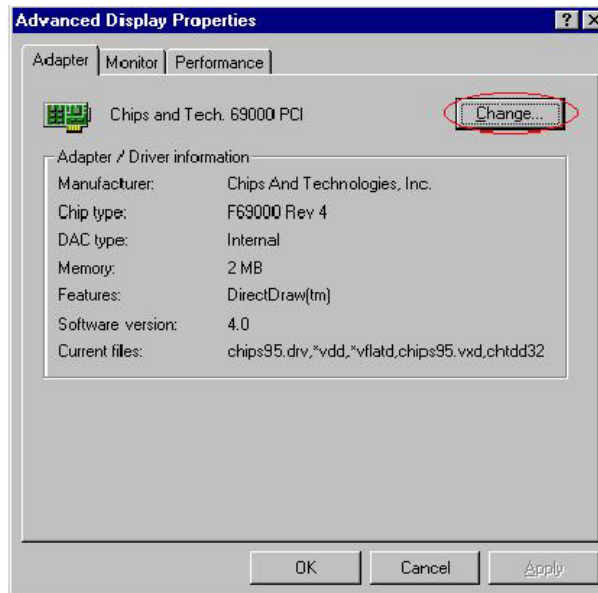 Advanced Display Properties
Adapter Monitor Performance
Chips and Tech. 69000 PCI Change...
Adapter / Driver information
Manufacturer: Chips And Technologies, Inc.
Chip type: F69000 Rev 4
DAC type: Internal
Memory: 2 MB
Features: DirectDraw(tm)
Software version: 4.0
Current files: chips95.drv,*vdd,*vflatd,chips95.vxd,chtdd32
OK Cancel Apply